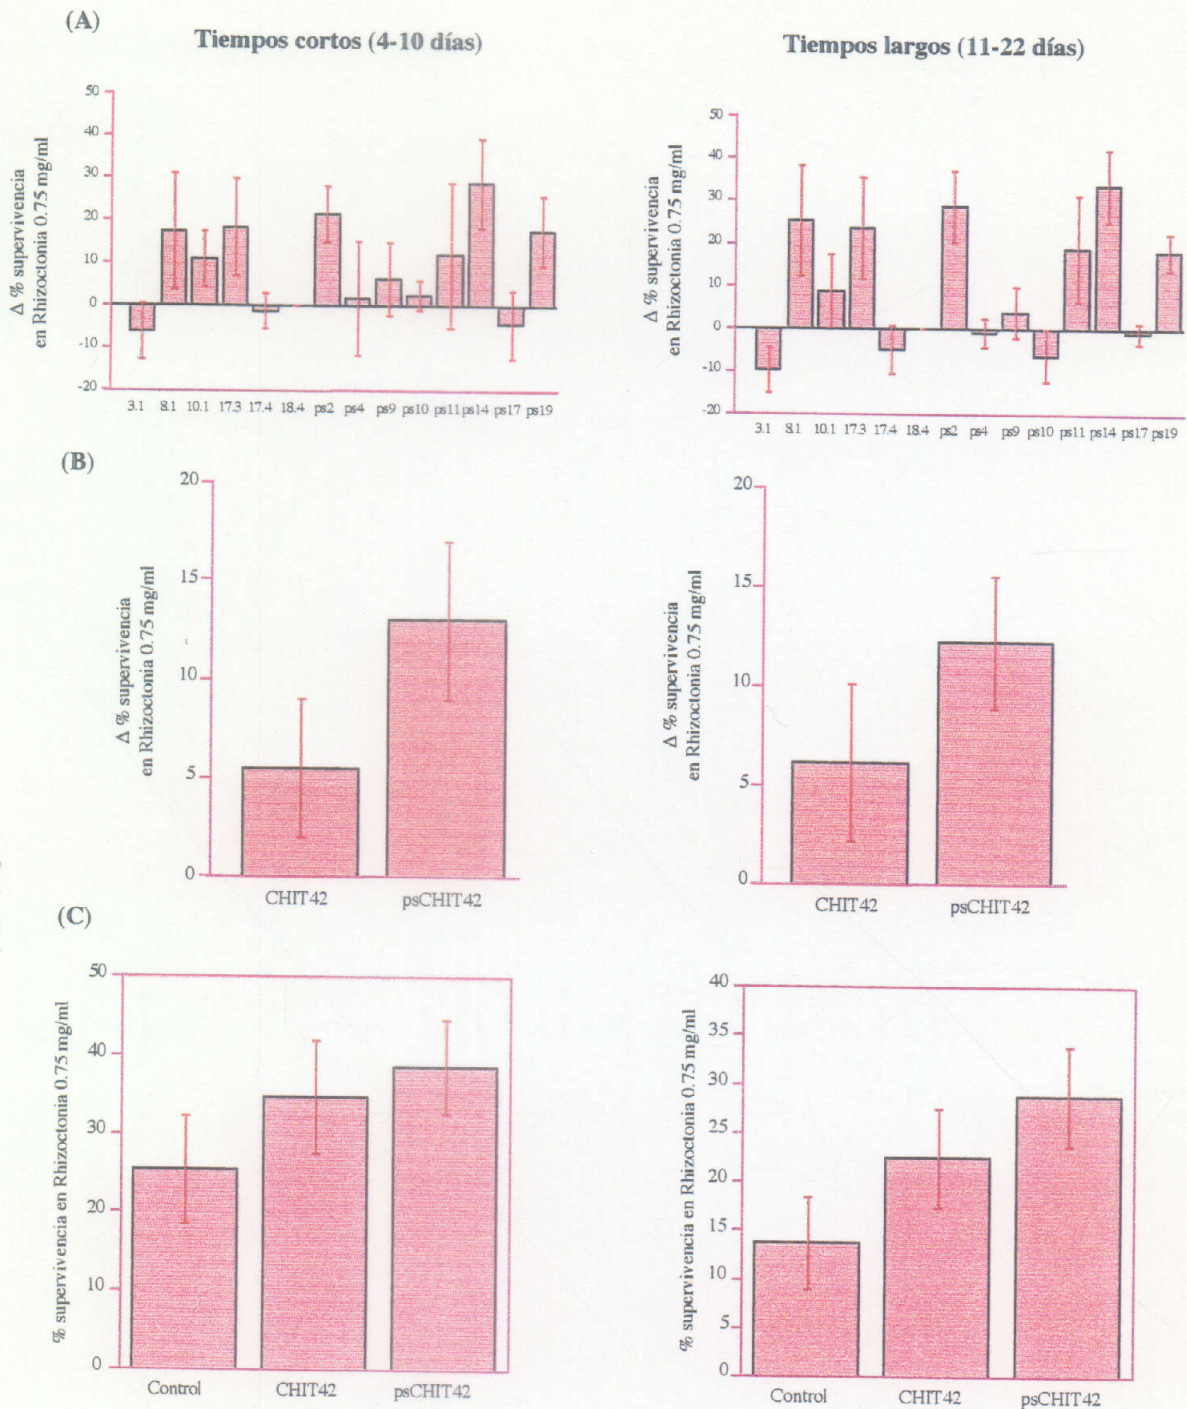 (A)
Tiempos cortos (4-10 días)
Δ % supervivencia
en Rhizoctonia 0.75 mg/ml
50
40
30
20
10
0
-10
-20
3.1 8.1 10.1 17.3 17.4 18.4 ps2 ps4 ps9 ps10 ps11 ps14 ps17 ps19
Tiempos largos (11-22 días)
Δ % supervivencia
en Rhizoctonia 0.75 mg/ml
50
40
30
20
10
0
-10
-20
3.1 8.1 10.1 17.3 17.4 18.4 ps2 ps4 ps9 ps10 ps11 ps14 ps17 ps19
(B)
Δ % supervivencia
en Rhizoctonia 0.75 mg/ml
20
15
10
5
0
CHIT42 psCHIT42
Δ % supervivencia
en Rhizoctonia 0.75 mg/ml
20
15
10
5
0
CHIT42 psCHIT42
(C)
% supervivencia en Rhizoctonia 0.75 mg/ml
50
40
30
20
10
0
Control CHIT42 psCHIT42
% supervivencia en Rhizoctonia 0.75 mg/ml
40
35
30
25
20
15
10
5
0
Control CHIT42 psCHIT42